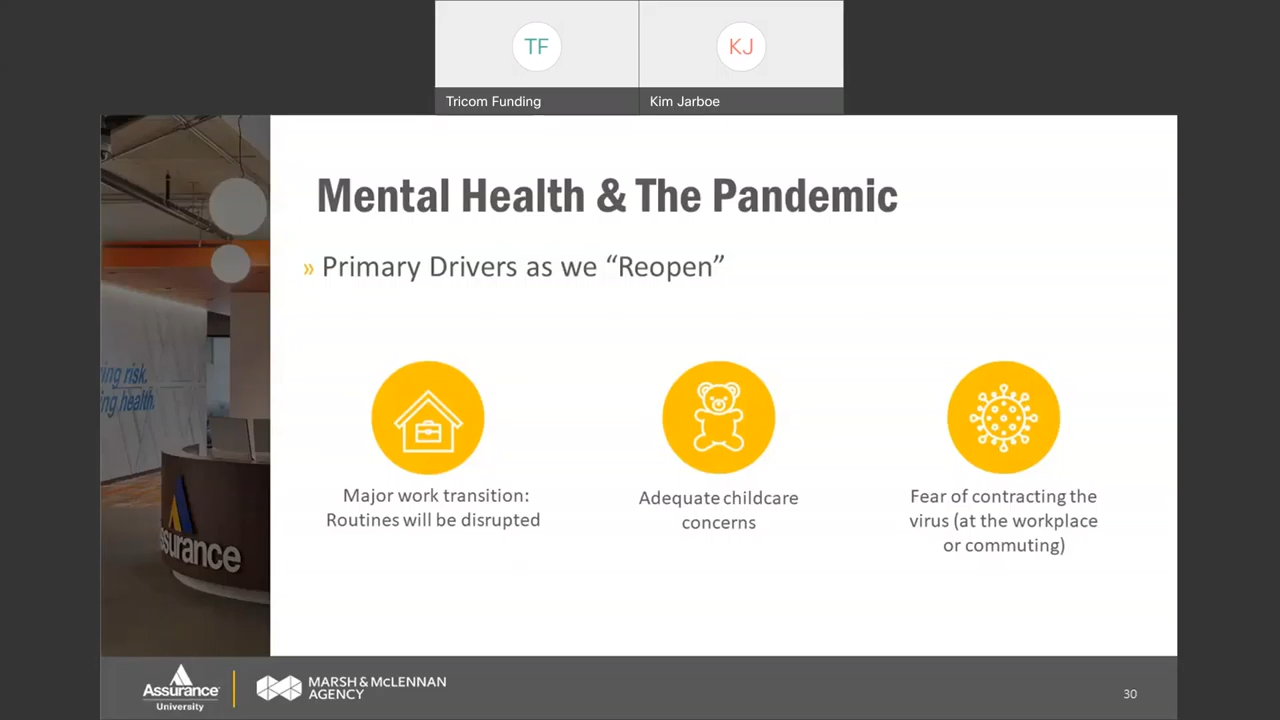 TF
KJ
Tricom Funding
Kim Jarboe
Mental Health & The Pandemic
» Primary Drivers as we “Reopen”
Major work transition:
Routines will be disrupted
Adequate childcare
concerns
Fear of contracting the
virus (at the workplace
or commuting)
risk.
health.
Assurance
University
MARSH & McLENNAN
AGENCY
30